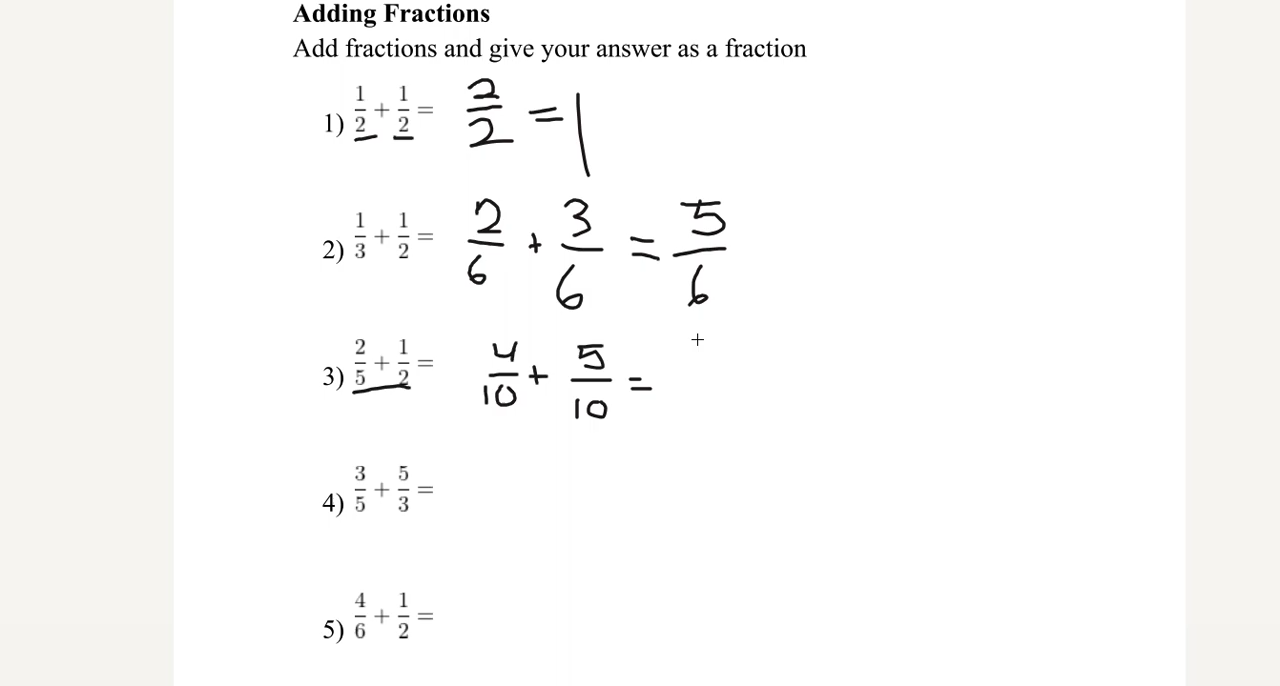 Adding Fractions
Add fractions and give your answer as a fraction
1) 1/2 + 1/2 = 2/2 = 1
2) 1/3 + 1/2 = 2/6 + 3/6 = 5/6
3) 2/5 + 1/2 = 4/10 + 5/10 =
4) 3/5 + 5/3 =
5) 4/6 + 1/2 =